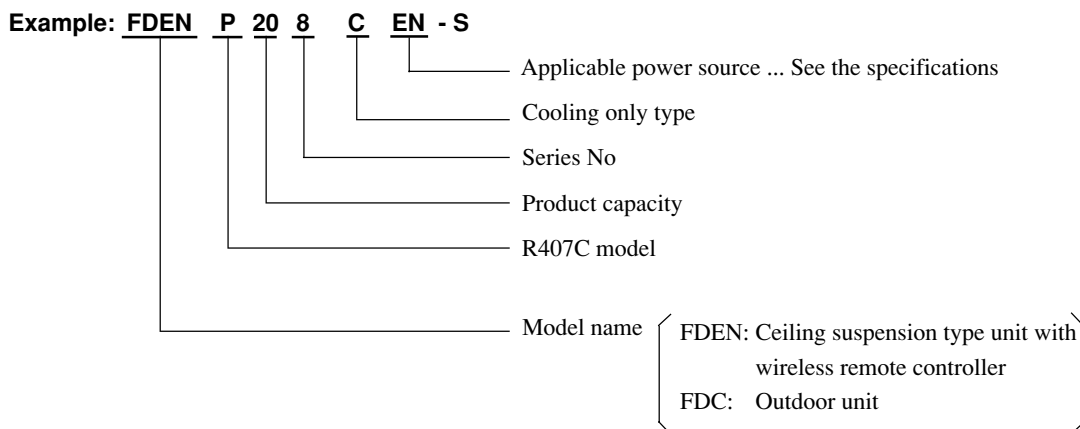 Example: FDEN P 20 8 C EN - S
Applicable power source ... See the specifications
Cooling only type
Series No
Product capacity
R407C model
Model name
FDEN: Ceiling suspension type unit with
wireless remote controller
FDC: Outdoor unit